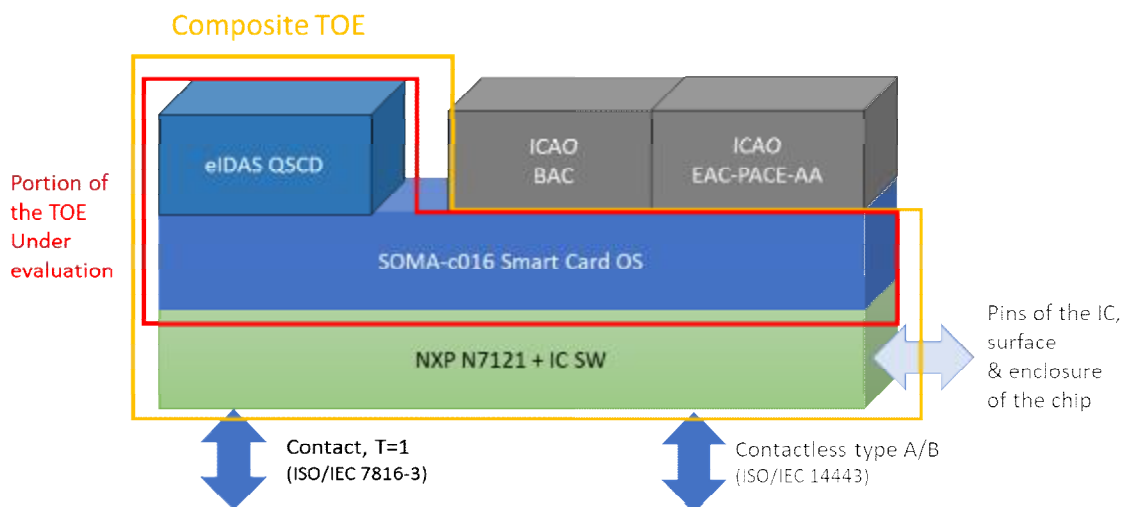 Composite TOE
eIDAS QSCD
ICAO
BAC
ICAO
EAC-PACE-AA
Portion of
the TOE
Under
evaluation
SOMA-c016 Smart Card OS
NXP N7121 + IC SW
Pins of the IC,
surface
& enclosure
of the chip
Contact, T=1
(ISO/IEC 7816-3)
Contactless type A/B
(ISO/IEC 14443)